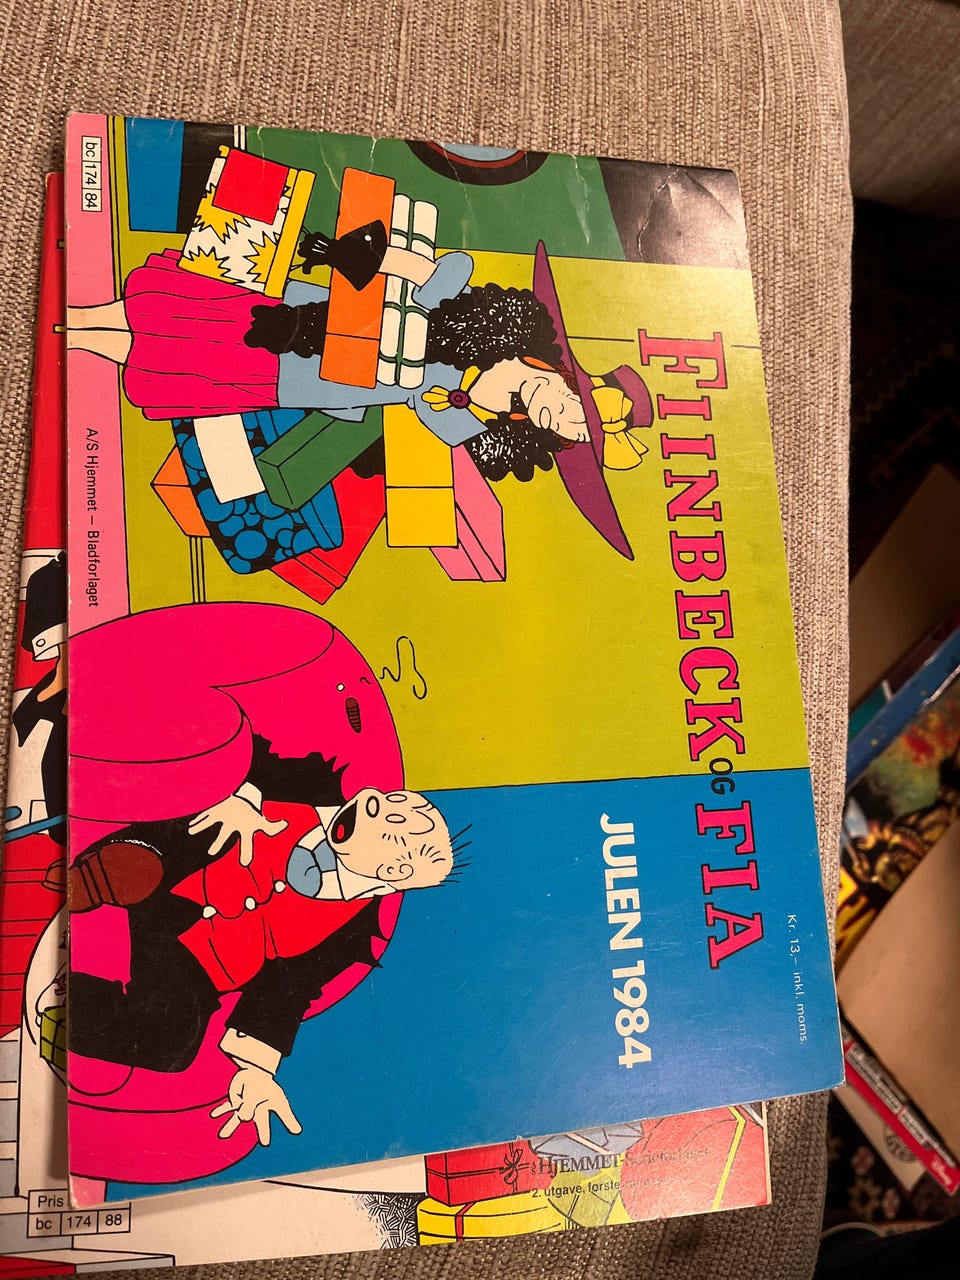 FIINBECK OG FIA
JULEN 1984
Kr. 13,– inkl. moms.
bc 174 84
A/S Hjemmet – Bladforlaget
HJEMMET-Serieforlaget
2. utgave, første
Pris
bc 174 88